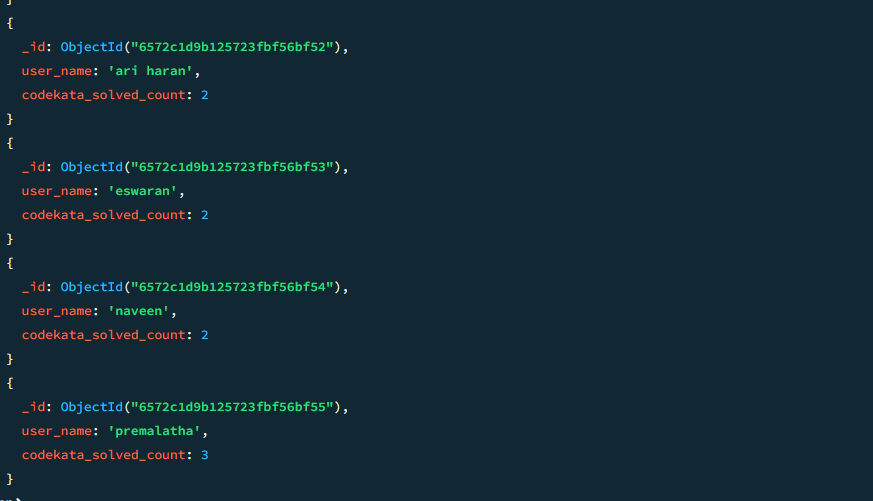 }
{
  _id: ObjectId("6572c1d9b125723fbf56bf52"),
  user_name: 'ari haran',
  codekata_solved_count: 2
}
{
  _id: ObjectId("6572c1d9b125723fbf56bf53"),
  user_name: 'eswaran',
  codekata_solved_count: 2
}
{
  _id: ObjectId("6572c1d9b125723fbf56bf54"),
  user_name: 'naveen',
  codekata_solved_count: 2
}
{
  _id: ObjectId("6572c1d9b125723fbf56bf55"),
  user_name: 'premalatha',
  codekata_solved_count: 3
}